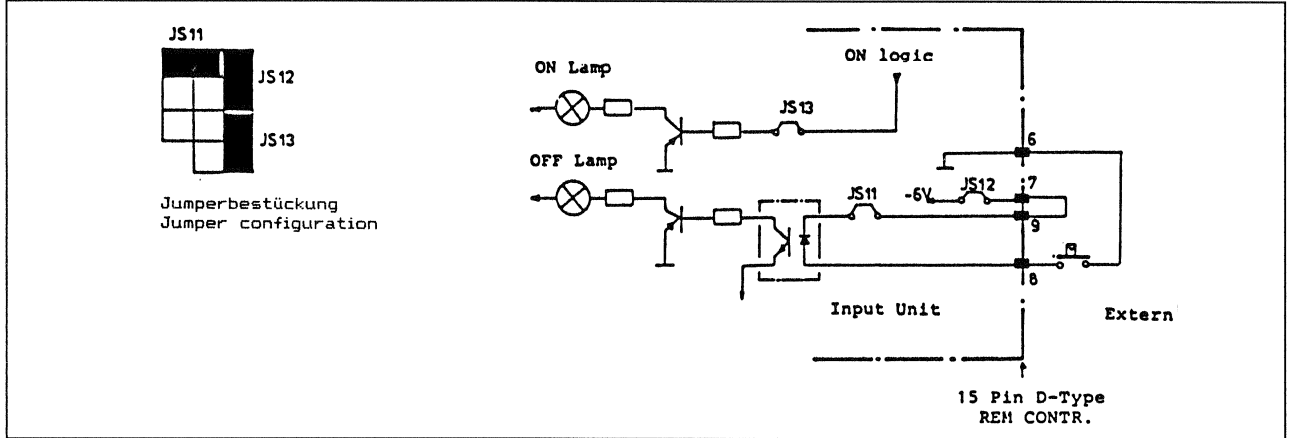 JS11
JS12
JS13
Jumperbestückung
Jumper configuration
ON Lamp
ON logic
JS13
OFF Lamp
JS11
-6V
JS12
6
7
9
8
Input Unit
Extern
15 Pin D-Type
REM CONTR.